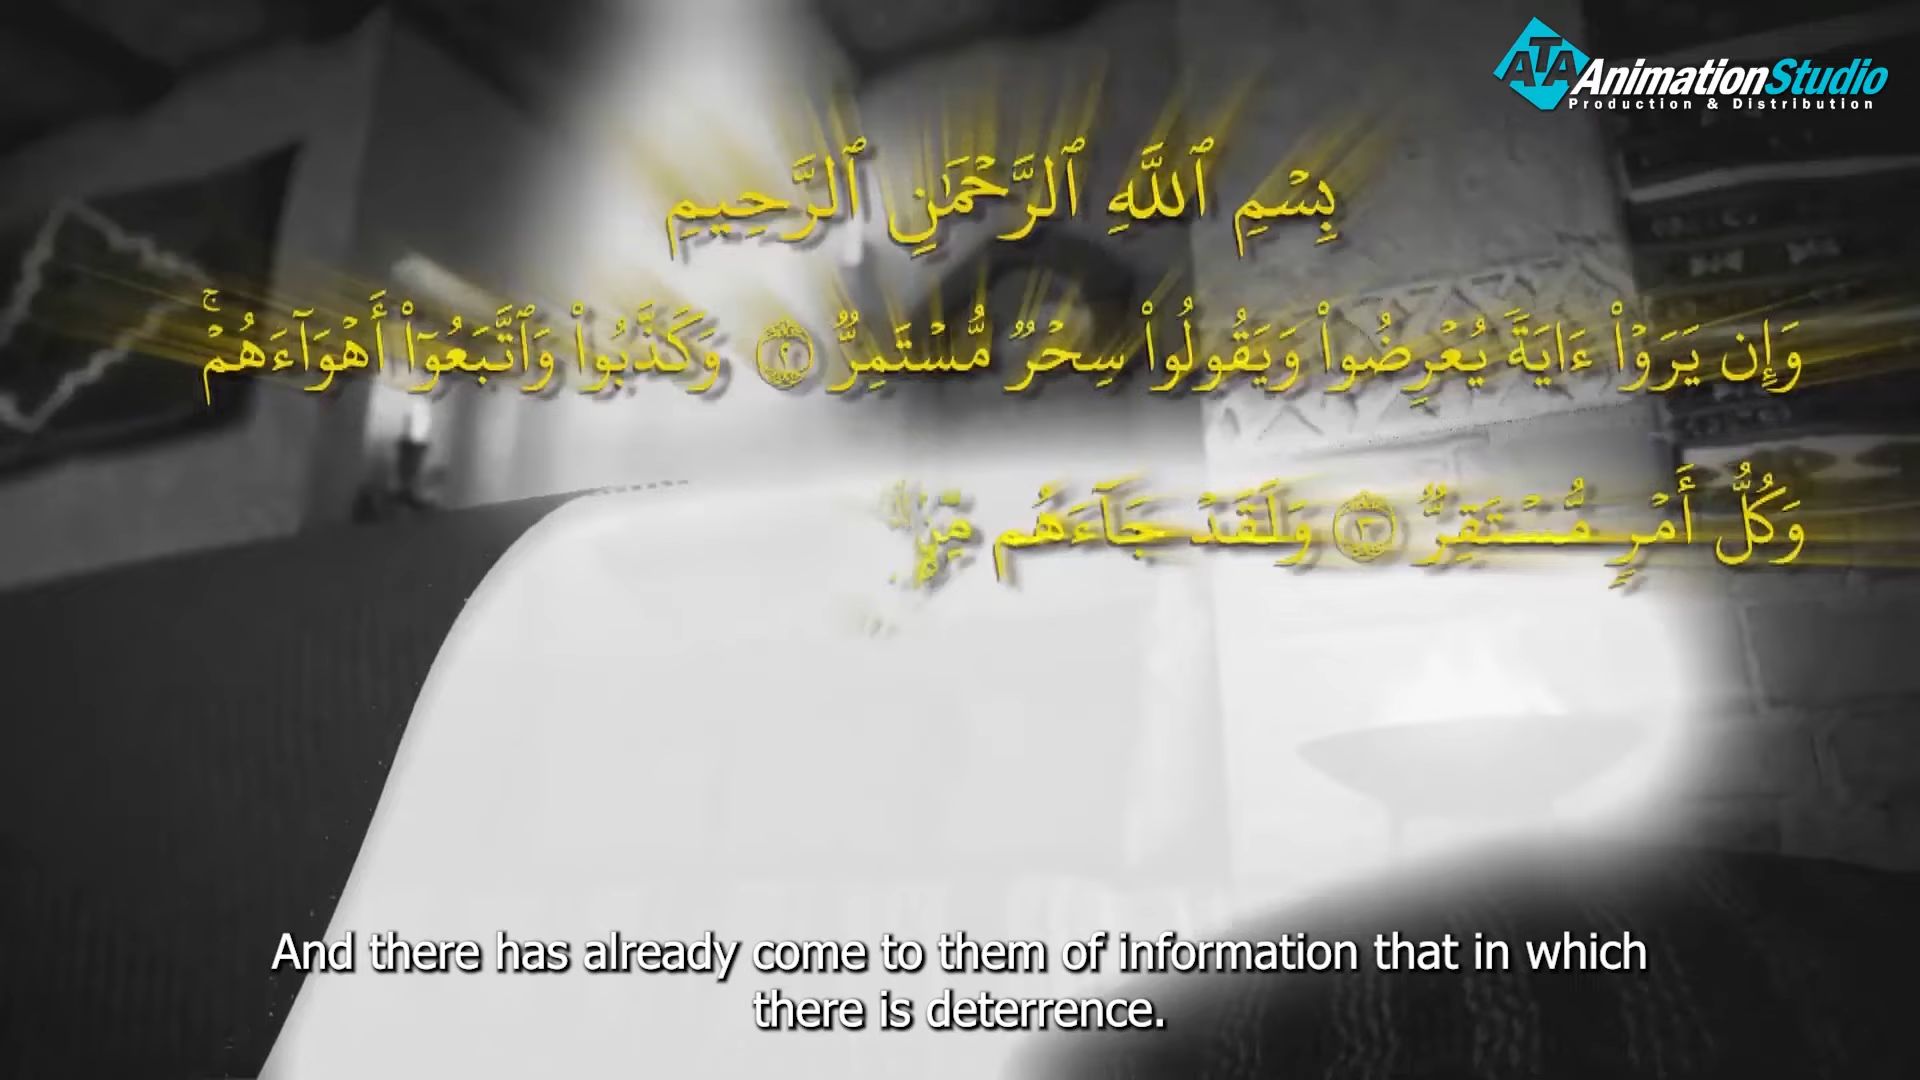 ATA AnimationStudio
Production & Distribution
بِسْمِ ٱللَّهِ ٱلرَّحْمَٰنِ ٱلرَّحِيمِ
وَإِن يَرَوْا۟ ءَايَةً يُعْرِضُوا۟ وَيَقُولُوا۟ سِحْرٌ مُّسْتَمِرٌّ ٢ وَكَذَّبُوا۟ وَٱتَّبَعُوٓا۟ أَهْوَآءَهُمْ ۚ
وَكُلُّ أَمْرٍ مُّسْتَقِرٌّ ٣ وَلَقَدْ جَآءَهُم مِّنَ
And there has already come to them of information that in which
there is deterrence.